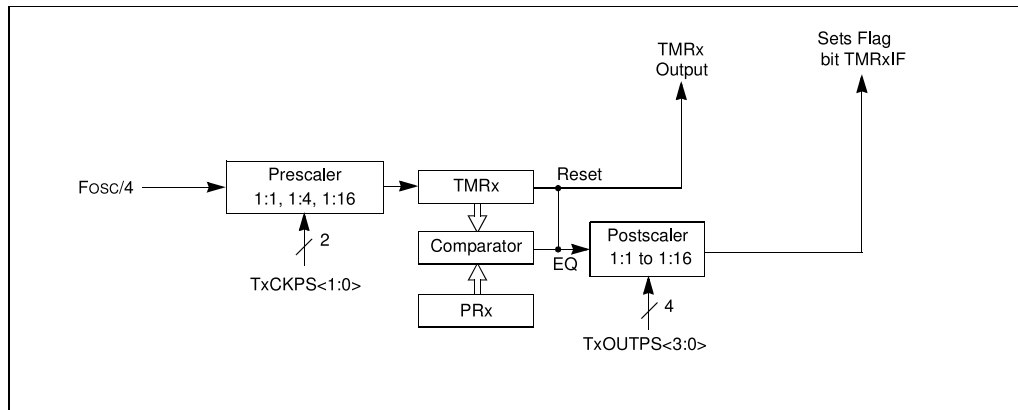 TMRx
Output
Sets Flag
bit TMRxIF
FOSC/4
Prescaler
1:1, 1:4, 1:16
2
TxCKPS<1:0>
TMRx
Reset
Comparator
EQ
PRx
Postscaler
1:1 to 1:16
4
TxOUTPS<3:0>